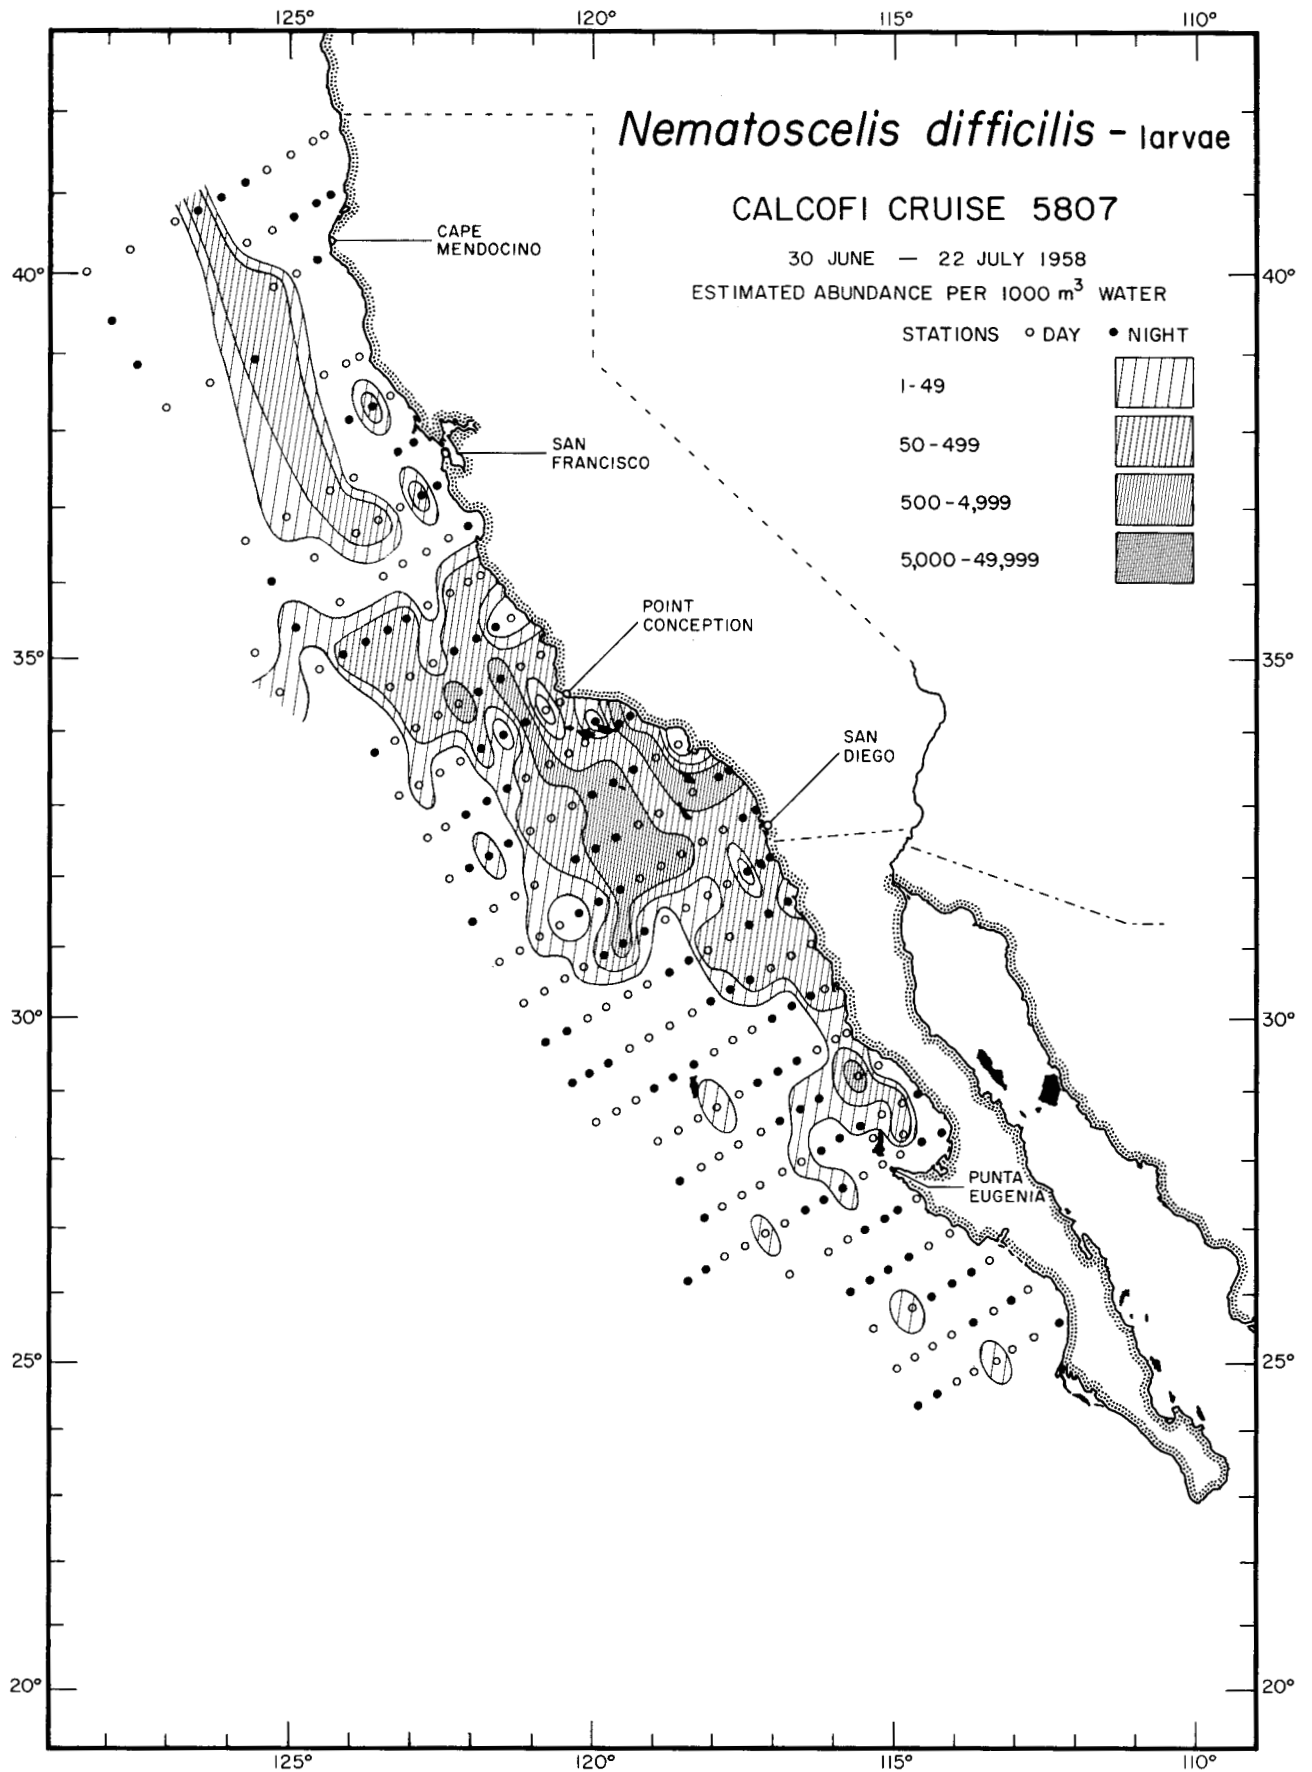 125° 120° 115° 110°
Nematoscelis difficilis - larvae
CALCOFI CRUISE 5807
30 JUNE — 22 JULY 1958
ESTIMATED ABUNDANCE PER 1000 m³ WATER
STATIONS ○ DAY ● NIGHT
1-49
50-499
500-4,999
5,000-49,999
CAPE
MENDOCINO
SAN
FRANCISCO
POINT
CONCEPTION
SAN
DIEGO
PUNTA
EUGENIA
40° 40°
35° 35°
30° 30°
25° 25°
20° 20°
125° 120° 115° 110°